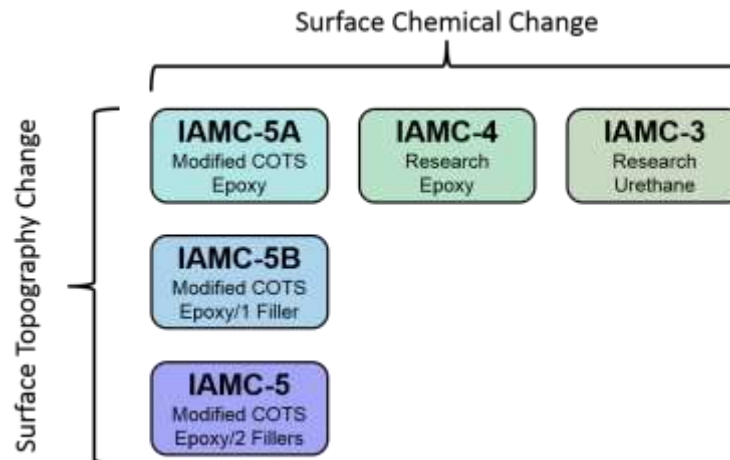 Surface Chemical Change
Surface Topography Change
IAMC-5A
Modified COTS
Epoxy
IAMC-4
Research
Epoxy
IAMC-3
Research
Urethane
IAMC-5B
Modified COTS
Epoxy/1 Filler
IAMC-5
Modified COTS
Epoxy/2 Fillers